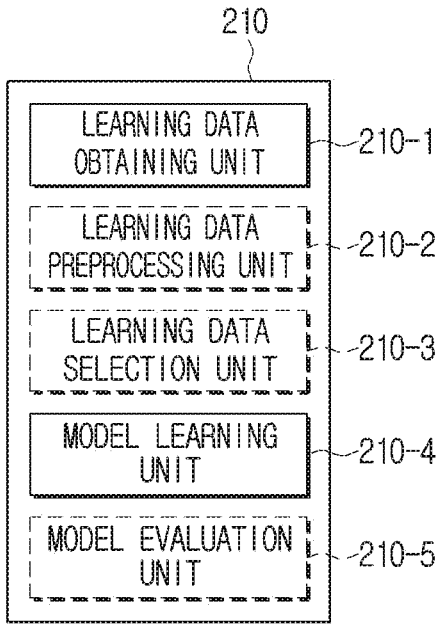 210
LEARNING DATA
OBTAINING UNIT
210-1
LEARNING DATA
PREPROCESSING UNIT
210-2
LEARNING DATA
SELECTION UNIT
210-3
MODEL LEARNING
UNIT
210-4
MODEL EVALUATION
UNIT
210-5